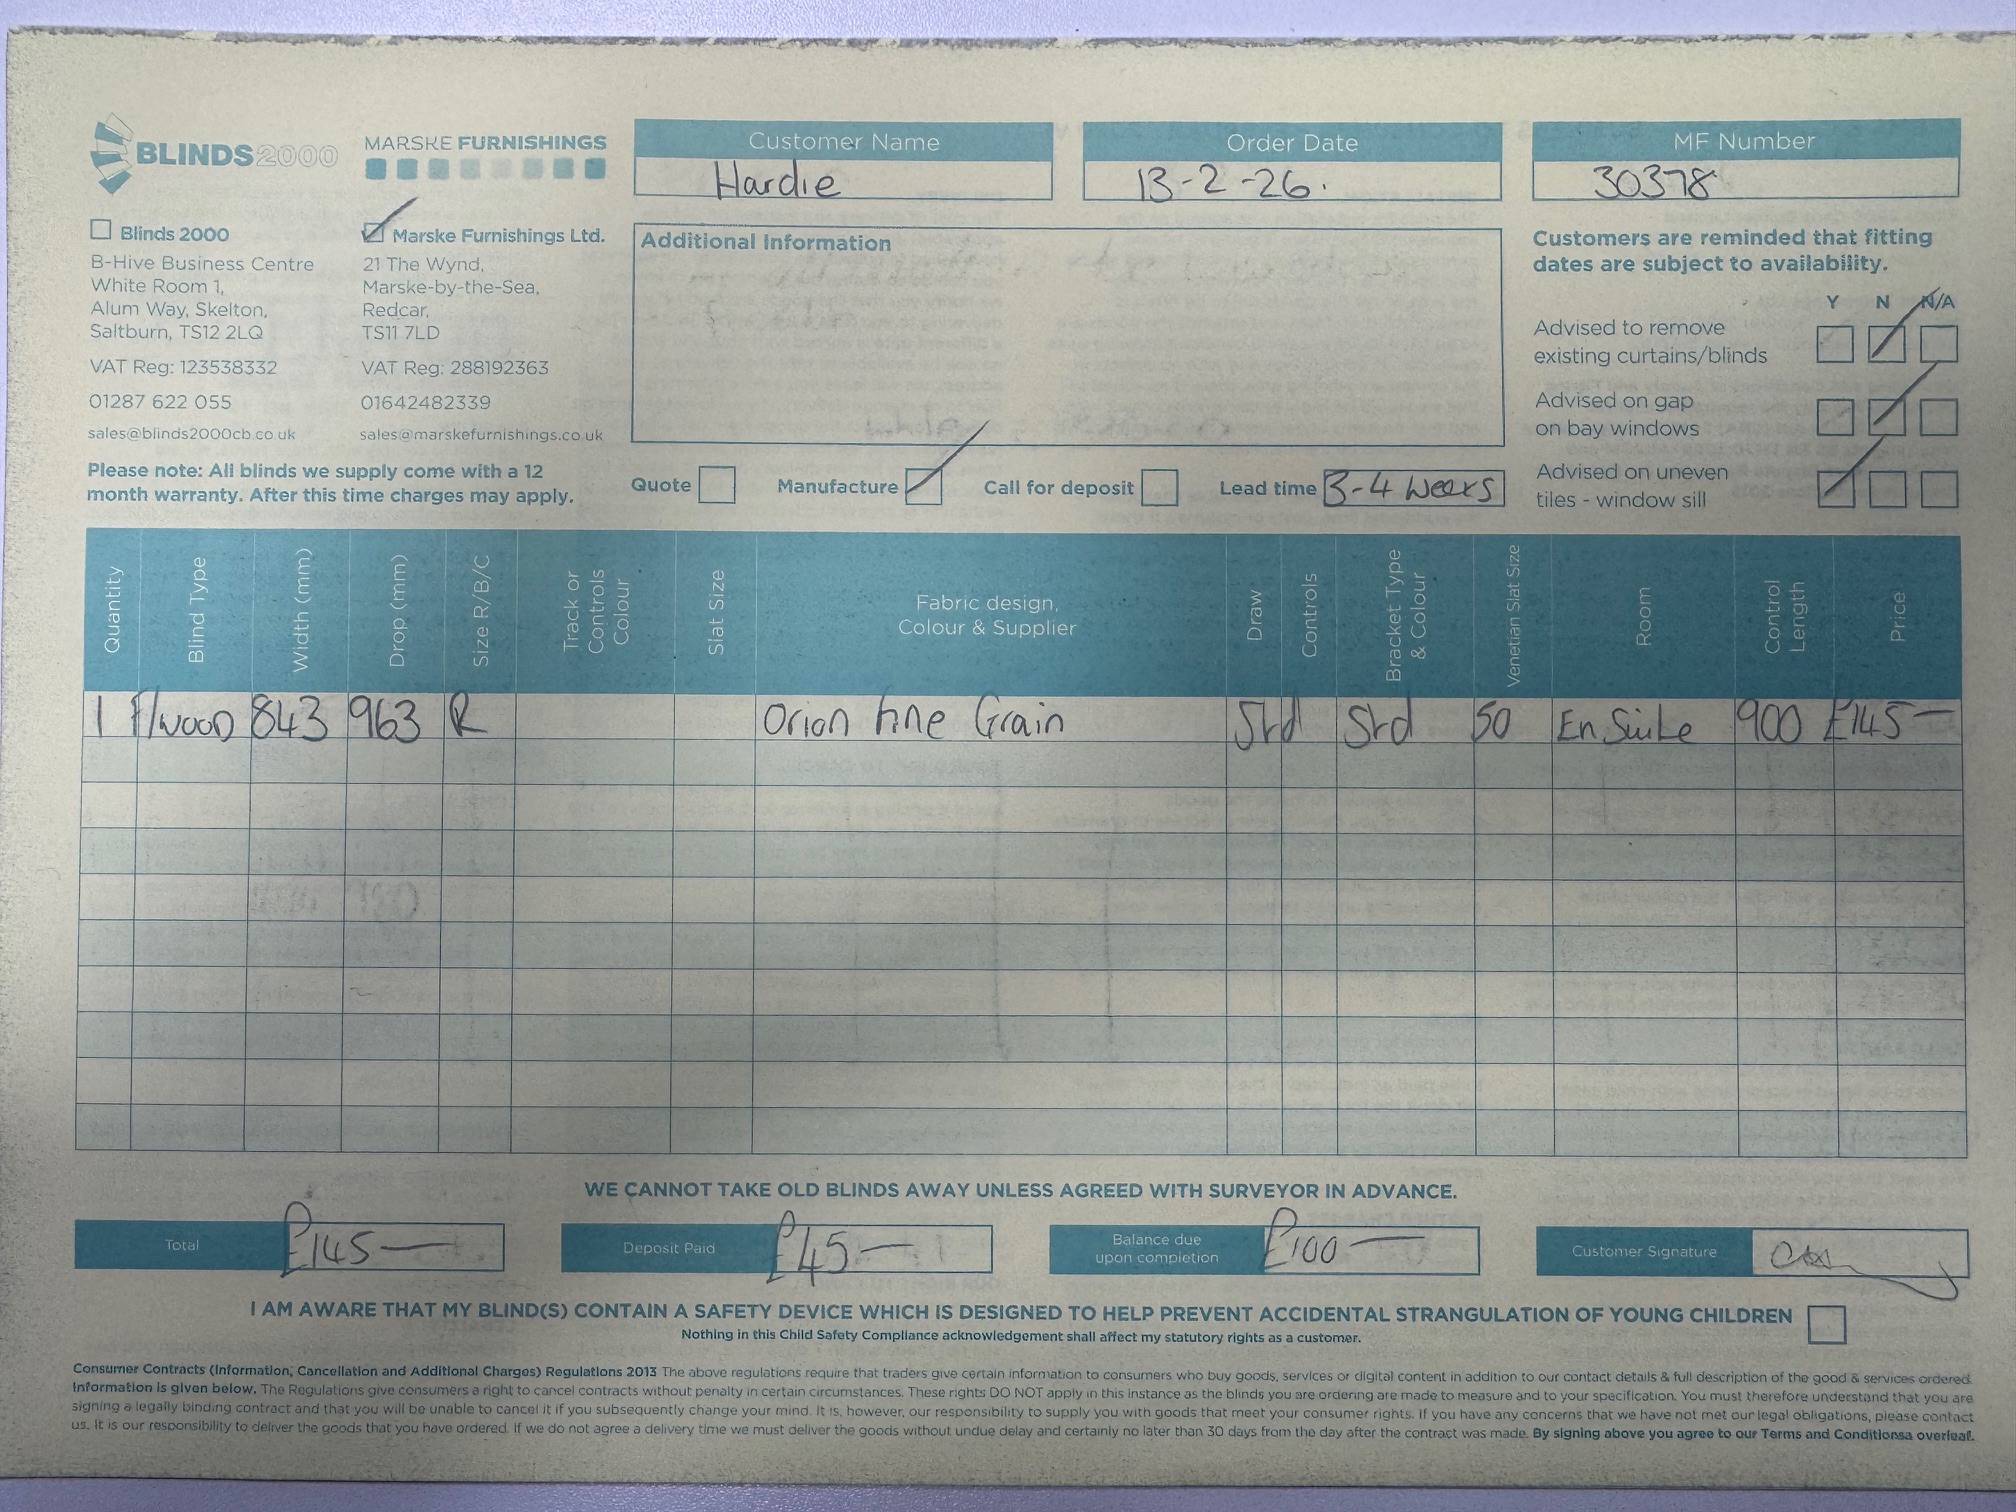 BLINDS2000
MARSKE FURNISHINGS
Customer Name
Hardie
Order Date
13-2-26.
MF Number
30378
Blinds 2000
B-Hive Business Centre
White Room 1,
Alum Way, Skelton,
Saltburn, TS12 2LQ
VAT Reg: 123538332
01287 622 055
sales@blinds2000cb.co.uk
Marske Furnishings Ltd.
21 The Wynd,
Marske-by-the-Sea,
Redcar,
TS11 7LD
VAT Reg: 288192363
01642482339
sales@marskefurnishings.co.uk
Additional Information
Customers are reminded that fitting
dates are subject to availability.
Y N N/A
Advised to remove
existing curtains/blinds
Advised on gap
on bay windows
Advised on uneven
tiles - window sill
Please note: All blinds we supply come with a 12
month warranty. After this time charges may apply.
Quote Manufacture Call for deposit Lead time 3-4 Weeks
Quantity
Blind Type
Width (mm)
Drop (mm)
Size R/B/C
Track or
Controls
Colour
Slat Size
Fabric design,
Colour & Supplier
Draw
Controls
Bracket Type
& Colour
Venetian Slat Size
Room
Control
Length
Price
1 F/wood 843 963 R Orion Fine Grain Std Std 50 En Suite 900 £145-
WE CANNOT TAKE OLD BLINDS AWAY UNLESS AGREED WITH SURVEYOR IN ADVANCE.
Total £145-
Deposit Paid £45-
Balance due
upon completion £100-
Customer Signature
I AM AWARE THAT MY BLIND(S) CONTAIN A SAFETY DEVICE WHICH IS DESIGNED TO HELP PREVENT ACCIDENTAL STRANGULATION OF YOUNG CHILDREN
Nothing in this Child Safety Compliance acknowledgement shall affect my statutory rights as a customer.
Consumer Contracts (Information, Cancellation and Additional Charges) Regulations 2013 The above regulations require that traders give certain information to consumers who buy goods, services or digital content in addition to our contact details & full description of the good & services ordered.
Information is given below. The Regulations give consumers a right to cancel contracts without penalty in certain circumstances. These rights DO NOT apply in this instance as the blinds you are ordering are made to measure and to your specification. You must therefore understand that you are
signing a legally binding contract and that you will be unable to cancel it if you subsequently change your mind. It is, however, our responsibility to supply you with goods that meet your consumer rights. If you have any concerns that we have not met our legal obligations, please contact
us. It is our responsibility to deliver the goods that you have ordered. If we do not agree a delivery time we must deliver the goods without undue delay and certainly no later than 30 days from the day after the contract was made. By signing above you agree to our Terms and Conditionsa overleaf.